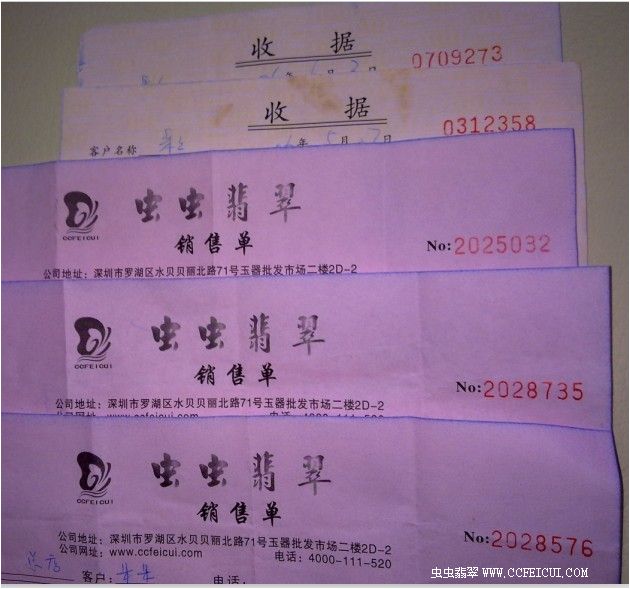 收 据
0709273
收 据
0312358
客户名称
年 5月 7日
虫虫翡翠
CCFEICUI
销售单
No:2025032
公司地址：深圳市罗湖区水贝贝丽北路71号玉器批发市场二楼2D-2
虫虫翡翠
CCFEICUI
销售单
No:2028735
公司地址：深圳市罗湖区水贝贝丽北路71号玉器批发市场二楼2D-2
虫虫翡翠
CCFEICUI
销售单
No:2028576
公司地址：深圳市罗湖区水贝贝丽北路71号玉器批发市场二楼2D-2
公司网址：www.ccfeicui.com 电话：4000-111-520
客户： 电话：
虫虫翡翠 WWW.CCFEICUI.COM